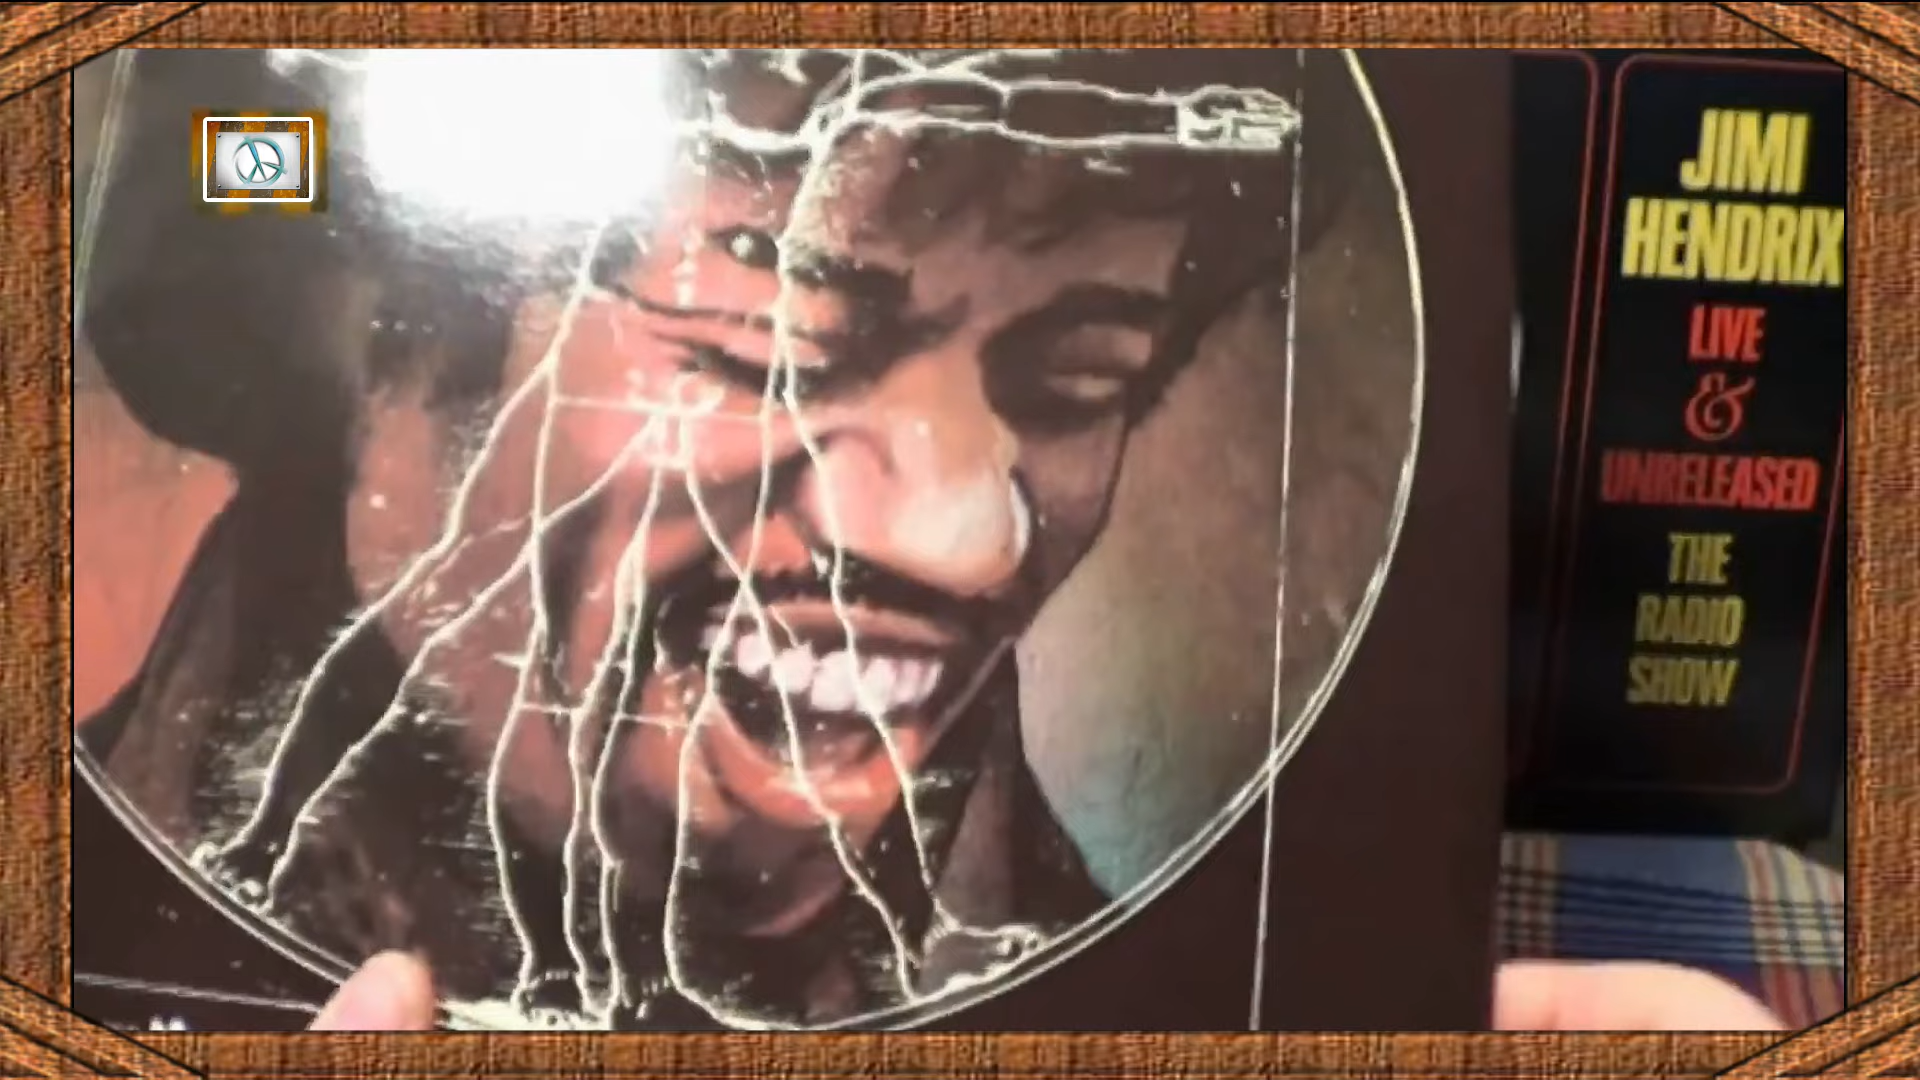 JIMI
HENDRIX
LIVE
&
UNRELEASED
THE
RADIO
SHOW